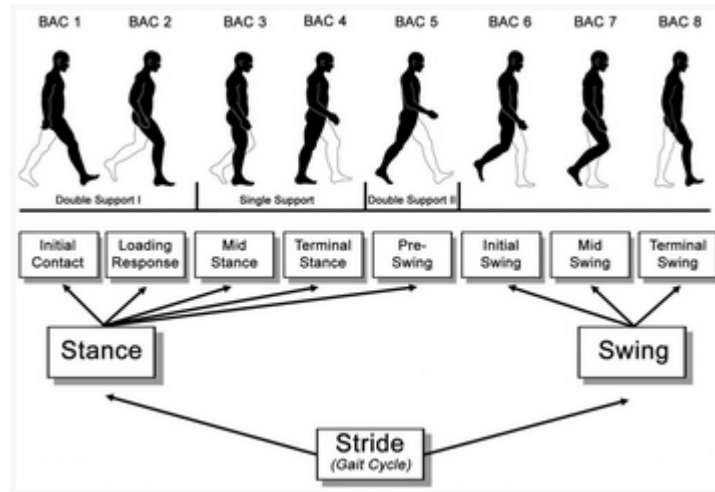 BAC 1 BAC 2 BAC 3 BAC 4 BAC 5 BAC 6 BAC 7 BAC 8
Double Support I Single Support Double Support II
Initial Contact
Loading Response
Mid Stance
Terminal Stance
Pre-Swing
Initial Swing
Mid Swing
Terminal Swing
Stance
Swing
Stride
(Gait Cycle)